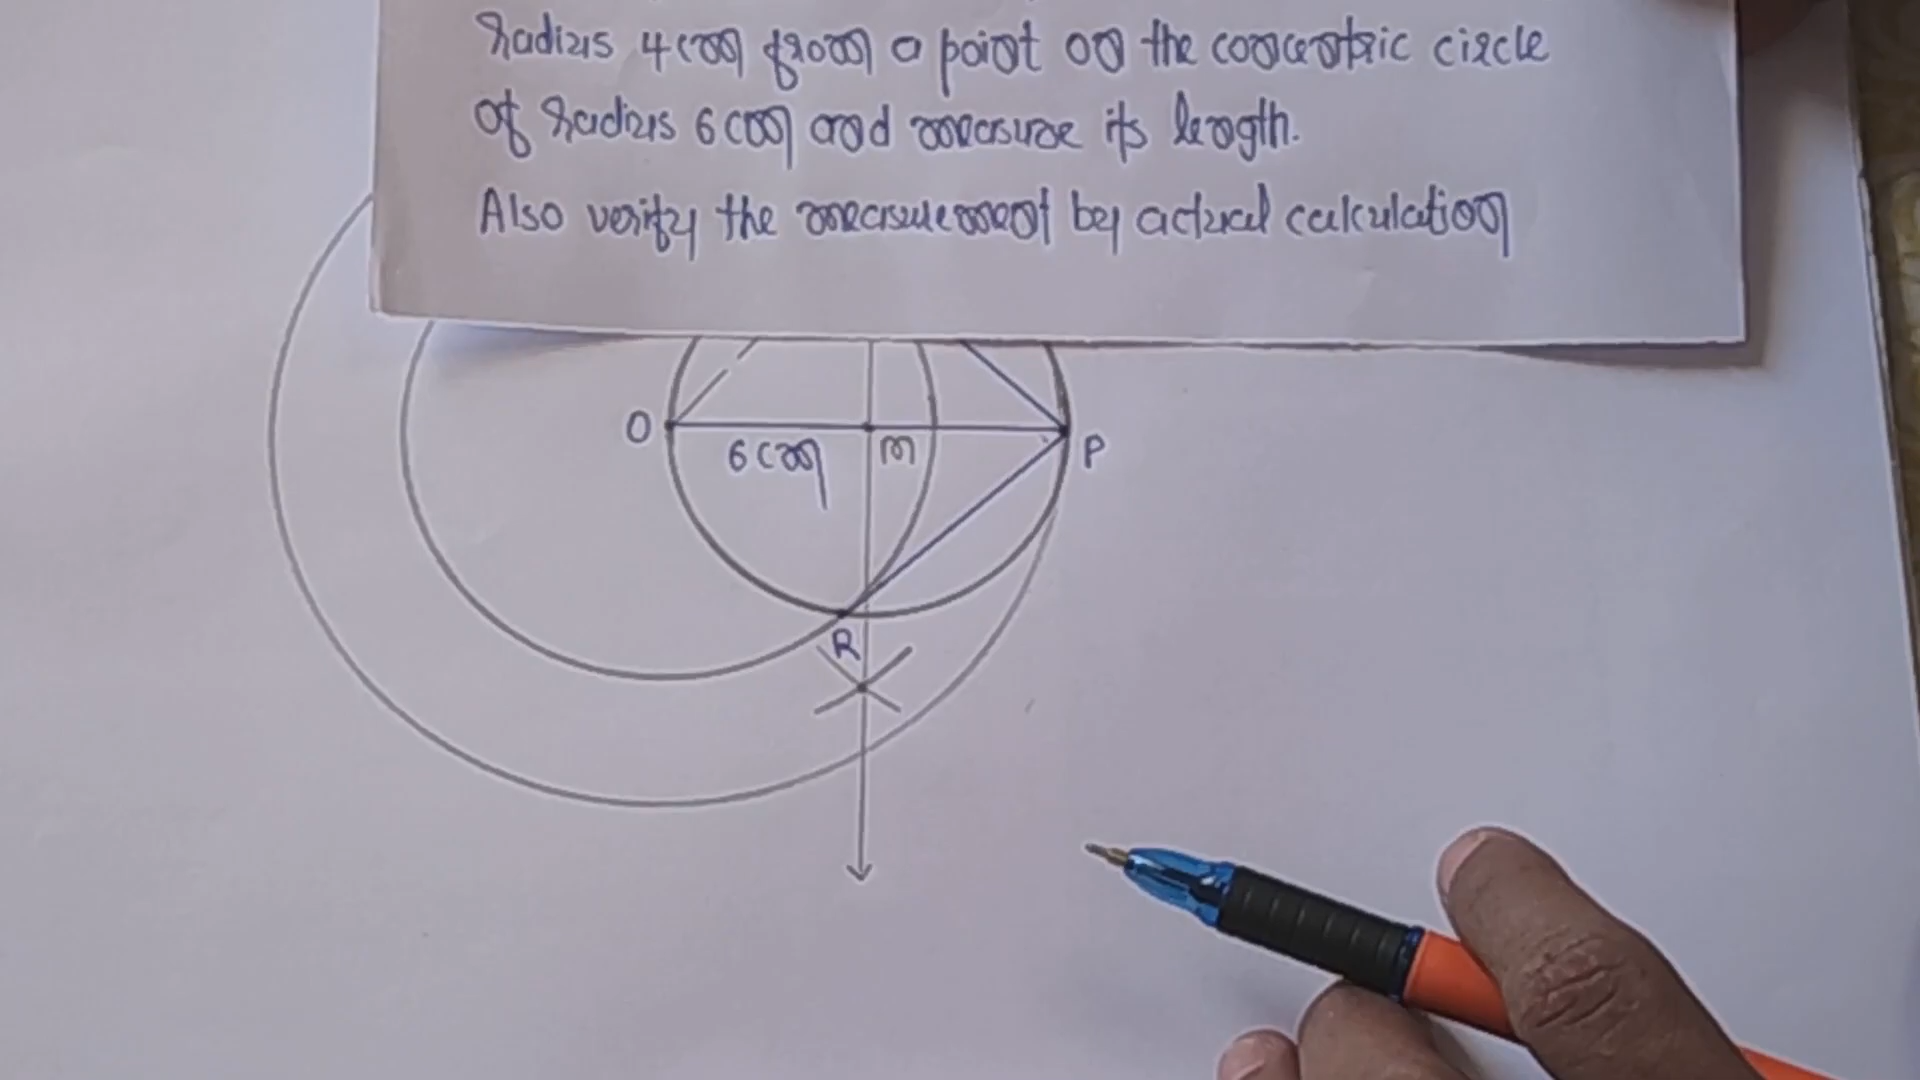 Radius 4cm from a point on the concentric circle
of Radius 6cm and measure its length.
Also verify the measurement by actual calculation
O
6cm
M
P
R